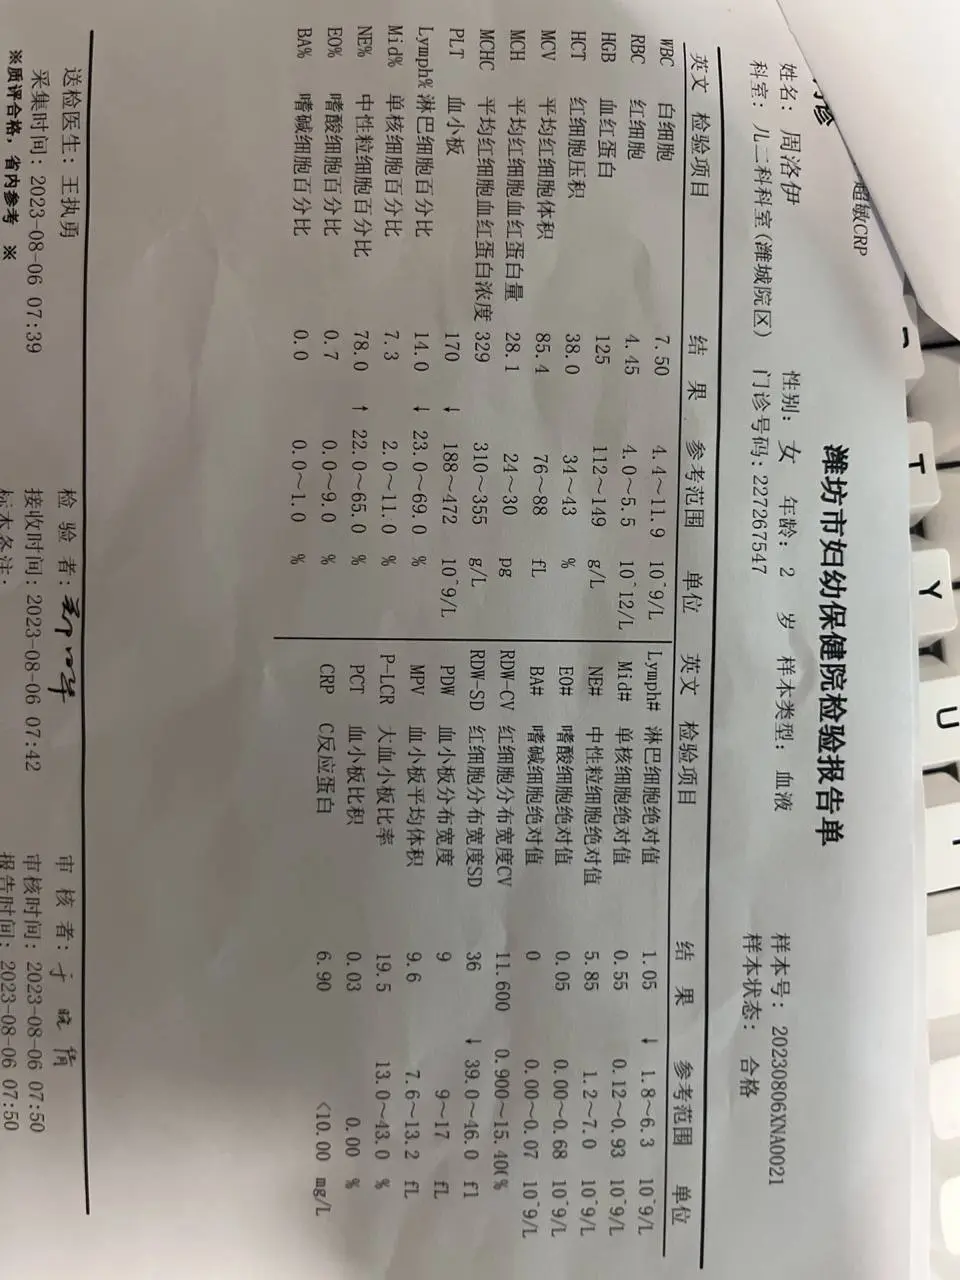 超敏CRP
潍坊市妇幼保健院检验报告单
姓名: 周洛伊 性别: 女 年龄: 2 岁 样本类型: 血液 样本号: 20230806XNA0021
科室: 儿二科科室(潍城院区) 门诊号码:227267547 样本状态: 合格
英文 检验项目 结 果 参考范围 单位 英文 检验项目 结 果 参考范围 单位
WBC 白细胞 7.50 4.4~11.9 10^9/L Lymph# 淋巴细胞绝对值 1.05 ↓ 1.8~6.3 10^9/L
RBC 红细胞 4.45 4.0~5.5 10^12/L Mid# 单核细胞绝对值 0.55 0.12~0.93 10^9/L
HGB 血红蛋白 125 112~149 g/L NE# 中性粒细胞绝对值 5.85 1.2~7.0 10^9/L
HCT 红细胞压积 38.0 34~43 % EO# 嗜酸细胞绝对值 0.05 0.00~0.68 10^9/L
MCV 平均红细胞体积 85.4 76~88 fL BA# 嗜碱细胞绝对值 0 0.00~0.07 10^9/L
MCH 平均红细胞血红蛋白量 28.1 24~30 pg RDW-CV 红细胞分布宽度CV 11.600 0.900~15.40(%
MCHC 平均红细胞血红蛋白浓度 329 310~355 g/L RDW-SD 红细胞分布宽度SD 36 ↓ 39.0~46.0 fl
PLT 血小板 170 ↓ 188~472 10^9/L PDW 血小板分布宽度 9 9~17 fL
Lymph% 淋巴细胞百分比 14.0 ↓ 23.0~69.0 % MPV 血小板平均体积 9.6 7.6~13.2 fL
Mid% 单核细胞百分比 7.3 2.0~11.0 % P-LCR 大血小板比率 19.5 13.0~43.0 %
NE% 中性粒细胞百分比 78.0 ↑ 22.0~65.0 % PCT 血小板比积 0.03 0.00 %
EO% 嗜酸细胞百分比 0.7 0.0~9.0 % CRP C反应蛋白 6.90 <10.00 mg/L
BA% 嗜碱细胞百分比 0.0 0.0~1.0 %
送检医生: 王执勇 检 验 者: 审 核 者:
采集时间: 2023-08-06 07:39 接收时间: 2023-08-06 07:42 审核时间: 2023-08-06 07:50
※质评合格,省内参考 ※ 标本备注: 报告时间: 2023-08-06 07:50
T
Y
U